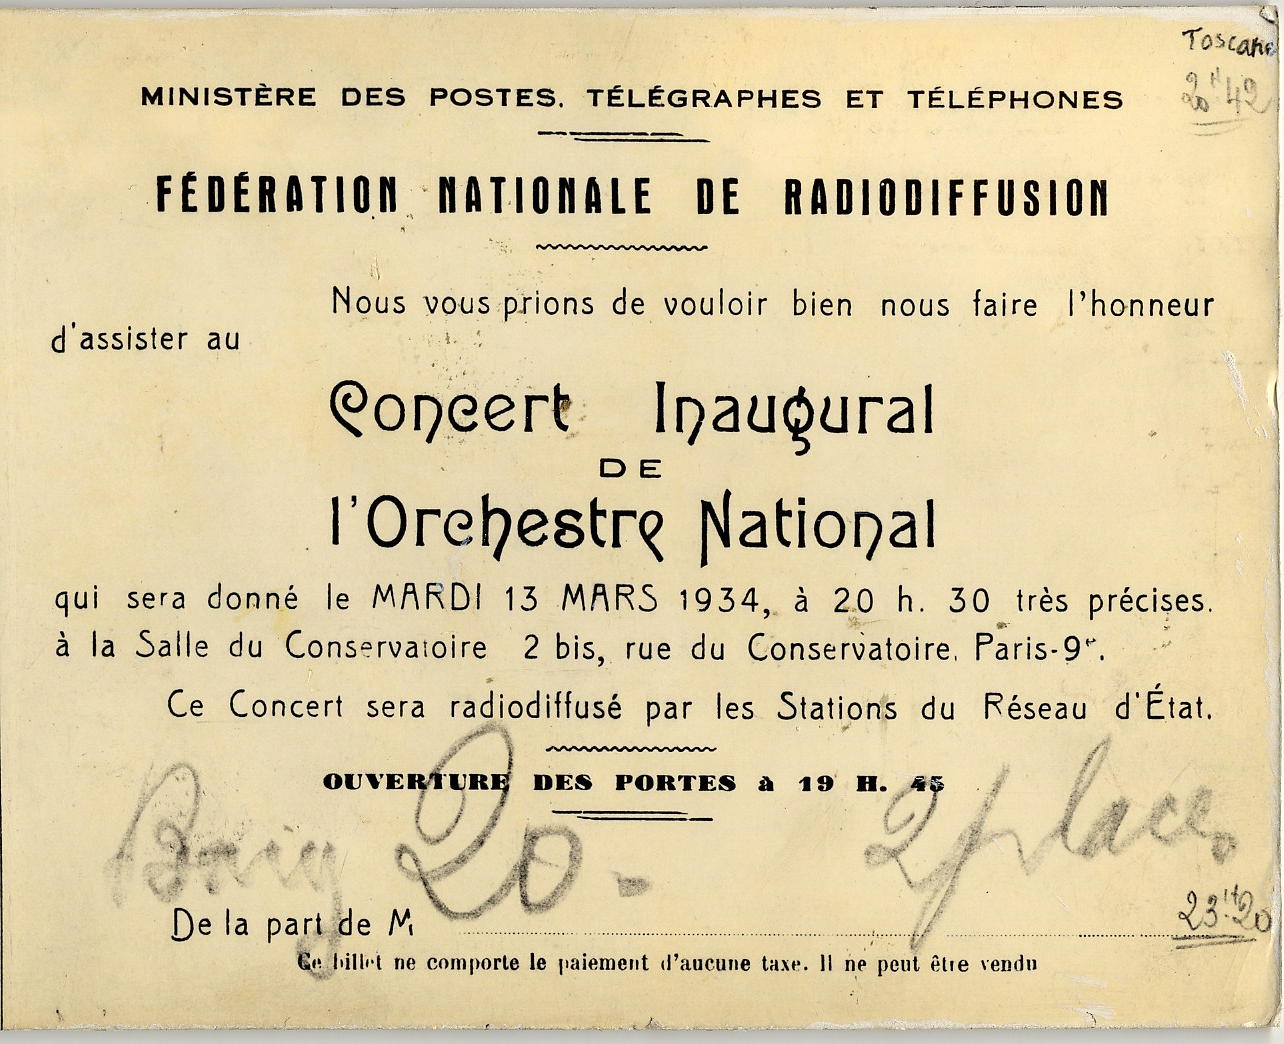 Toscane
20H42
MINISTÈRE DES POSTES. TÉLÉGRAPHES ET TÉLÉPHONES
FÉDÉRATION NATIONALE DE RADIODIFFUSION
Nous vous prions de vouloir bien nous faire l'honneur
d'assister au
Concert Inaugural
DE
l'Orchestre National
qui sera donné le MARDI 13 MARS 1934, à 20 h. 30 très précises.
à la Salle du Conservatoire 2 bis, rue du Conservatoire. Paris-9e.
Ce Concert sera radiodiffusé par les Stations du Réseau d'État.
OUVERTURE DES PORTES à 19 H. 45
20. 2 places
De la part de M.
23H20
Ce billet ne comporte le paiement d'aucune taxe. Il ne peut être vendu